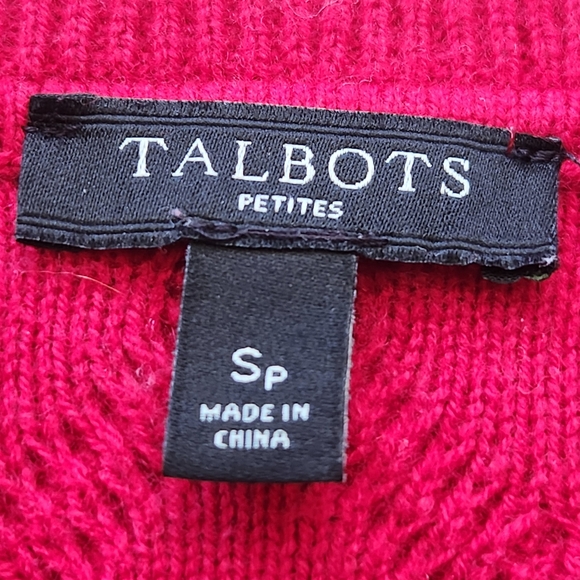 TALBOTS
PETITES
SP
MADE IN
CHINA